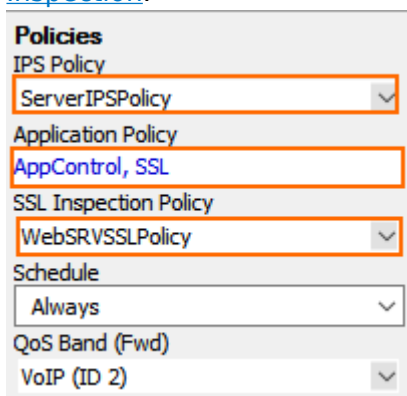 Inspection.
Policies
IPS Policy
ServerIPSPolicy
Application Policy
AppControl, SSL
SSL Inspection Policy
WebSRVSSLPolicy
Schedule
Always
QoS Band (Fwd)
VoIP (ID 2)